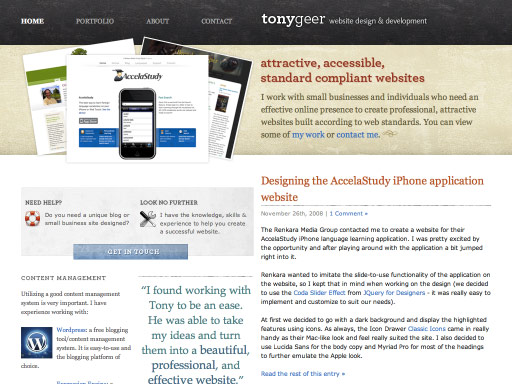 HOME PORTFOLIO ABOUT CONTACT
tonygeer website design & development
AccelaStudy
attractive, accessible,
standard compliant websites
I work with small businesses and individuals who need an
effective online presence to create professional, attractive
websites built according to web standards. You can view
some of my work or contact me.
NEED HELP?
Do you need a unique blog or
small business site designed?
LOOK NO FURTHER
I have the knowledge, skills &
experience to help you create
a successful website.
GET IN TOUCH
CONTENT MANAGEMENT
Utilizing a good content management
system is very important. I have
experience working with:
Wordpress: a free blogging
tool/content management
system. It is easy-to-use and
the blogging platform of
choice.
“I found working with
Tony to be an ease.
He was able to take
my ideas and turn
them into a beautiful,
professional, and
effective website.”
Designing the AccelaStudy iPhone application
website
November 26th, 2008 | 1 Comment »
The Renkara Media Group contacted me to create a website for their
AccelaStudy iPhone language learning application. I was pretty excited by
the opportunity and after playing around with the application a bit jumped
right into it.
Renkara wanted to imitate the slide-to-use functionality of the application on
the website, so I kept that in mind when working on the design (we decided
to use the Coda Slider Effect from JQuery for Designers - it was really easy to
implement and customize to suit our needs).
At first we decided to go with a dark background and display the highlighted
features using icons. As always, the Icon Drawer Classic Icons came in really
handy as their Mac-like look and feel really suited the site. I also decided to
use Lucida Sans for the body copy and Myriad Pro for most of the headings
to further emulate the Apple look.
Read the rest of this entry »